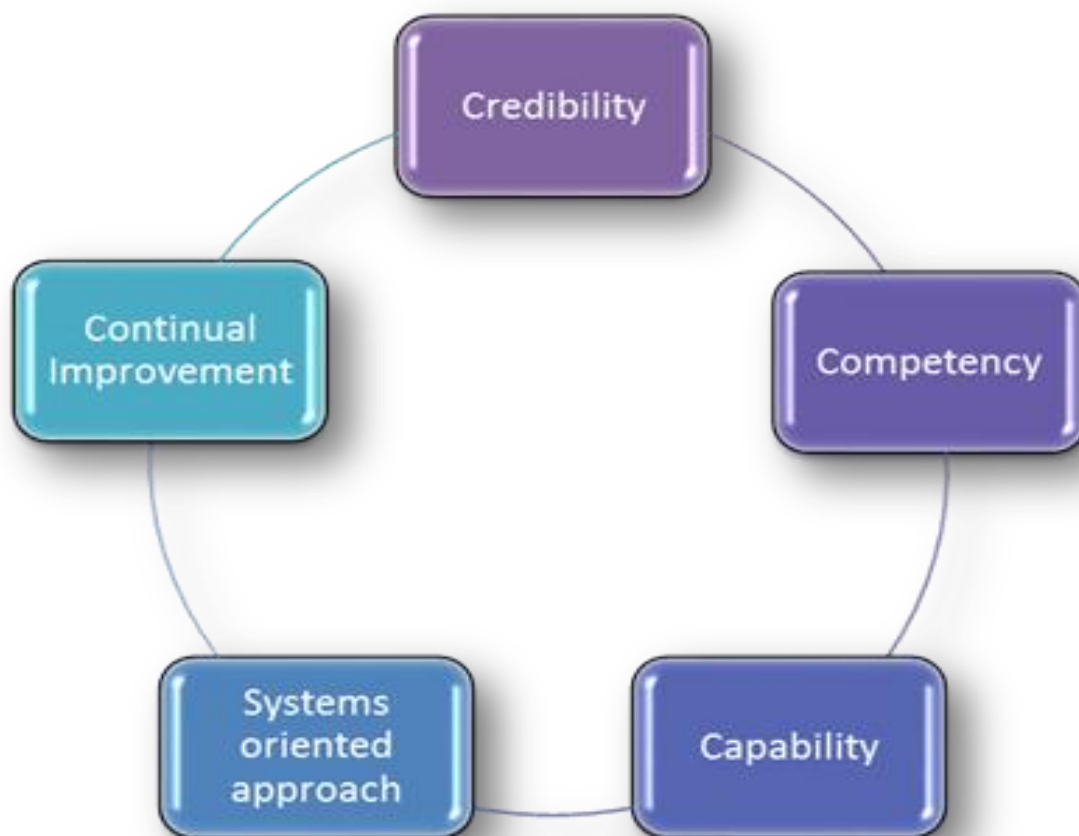 Credibility
Competency
Capability
Systems
oriented
approach
Continual
Improvement